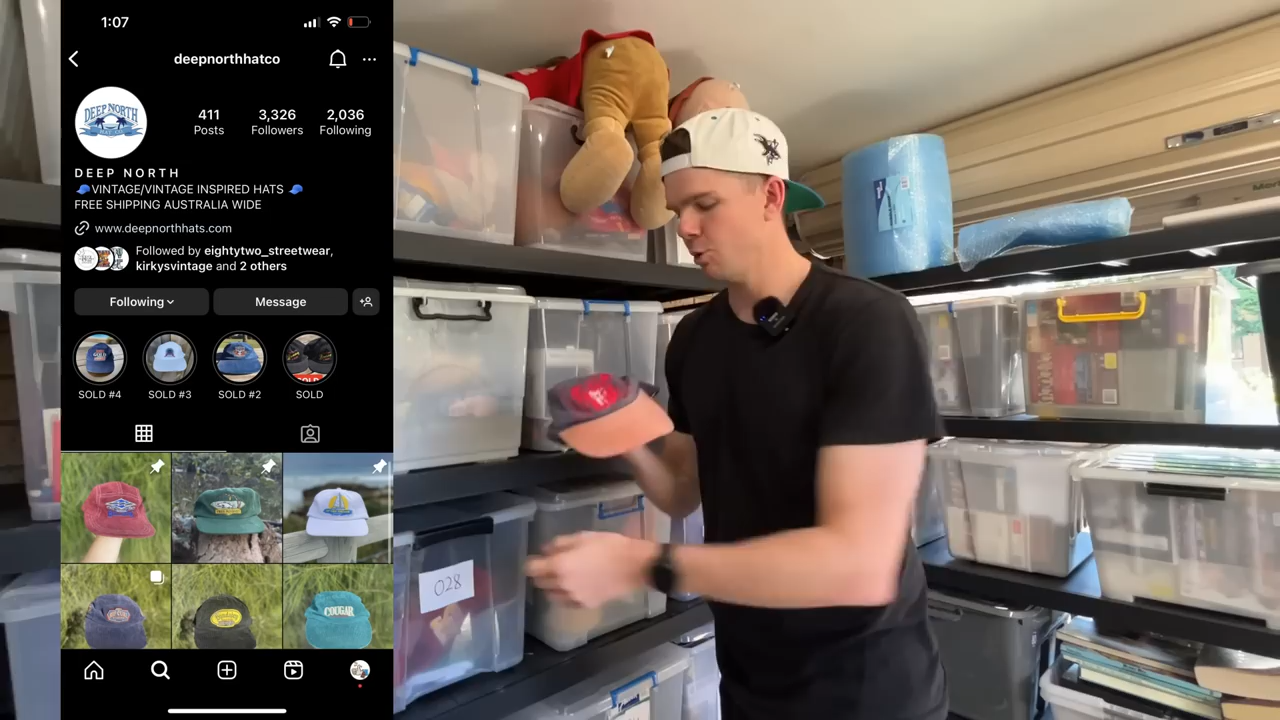 1:07
deepnorthhatco
DEEP NORTH
411
Posts
3,326
Followers
2,036
Following
DEEP NORTH
VINTAGE/VINTAGE INSPIRED HATS
FREE SHIPPING AUSTRALIA WIDE
www.deepnorthhats.com
Followed by eightytwo_streetwear,
kirkysvintage and 2 others
Following
Message
SOLD #4
SOLD #3
SOLD #2
SOLD
COUGAR
028